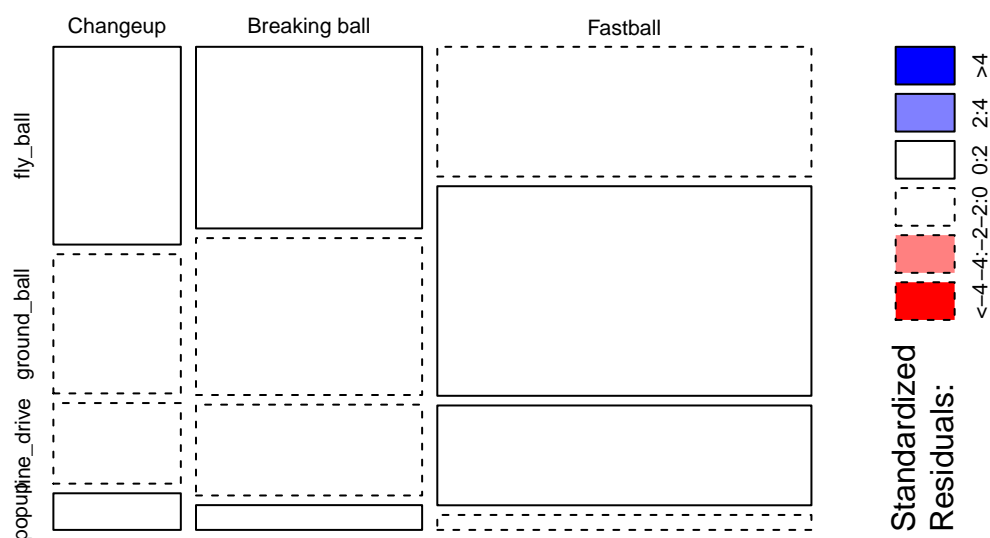 Changeup Breaking ball Fastball
fly_ball
ground_ball
line_drive
popup
>4
2:4
0:2
−2:0
−4:−2
<−4
Standardized
Residuals: